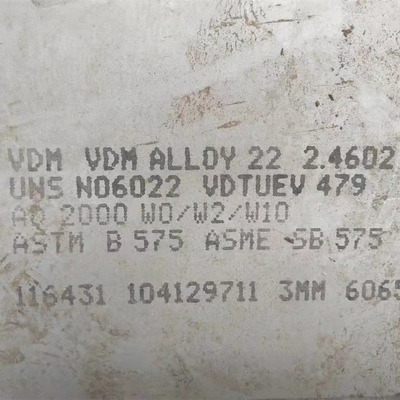 VDM VDM ALLOY 22 2.4602
UNS N06022 VDTUEV 479
AD 2000 W0/W2/W10
ASTM B 575 ASME SB 575
116431 104129711 3MM 6065